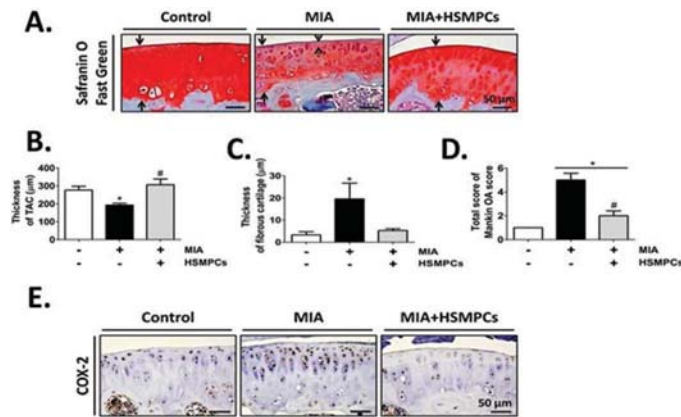 A.
Control MIA MIA+HSMPCs
Safranin O
Fast Green
50 μm
B.
Thickness
of TAC (μm)
400
300
200
100
0
*
#
- + + MIA
- - + HSMPCs
C.
Thickness
of fibrous cartilage (μm)
30
20
10
0
*
- + + MIA
- - + HSMPCs
D.
Total score of
Mankin OA score
6
4
2
0
*
#
- + + MIA
- - + HSMPCs
E.
Control MIA MIA+HSMPCs
COX-2
50 μm